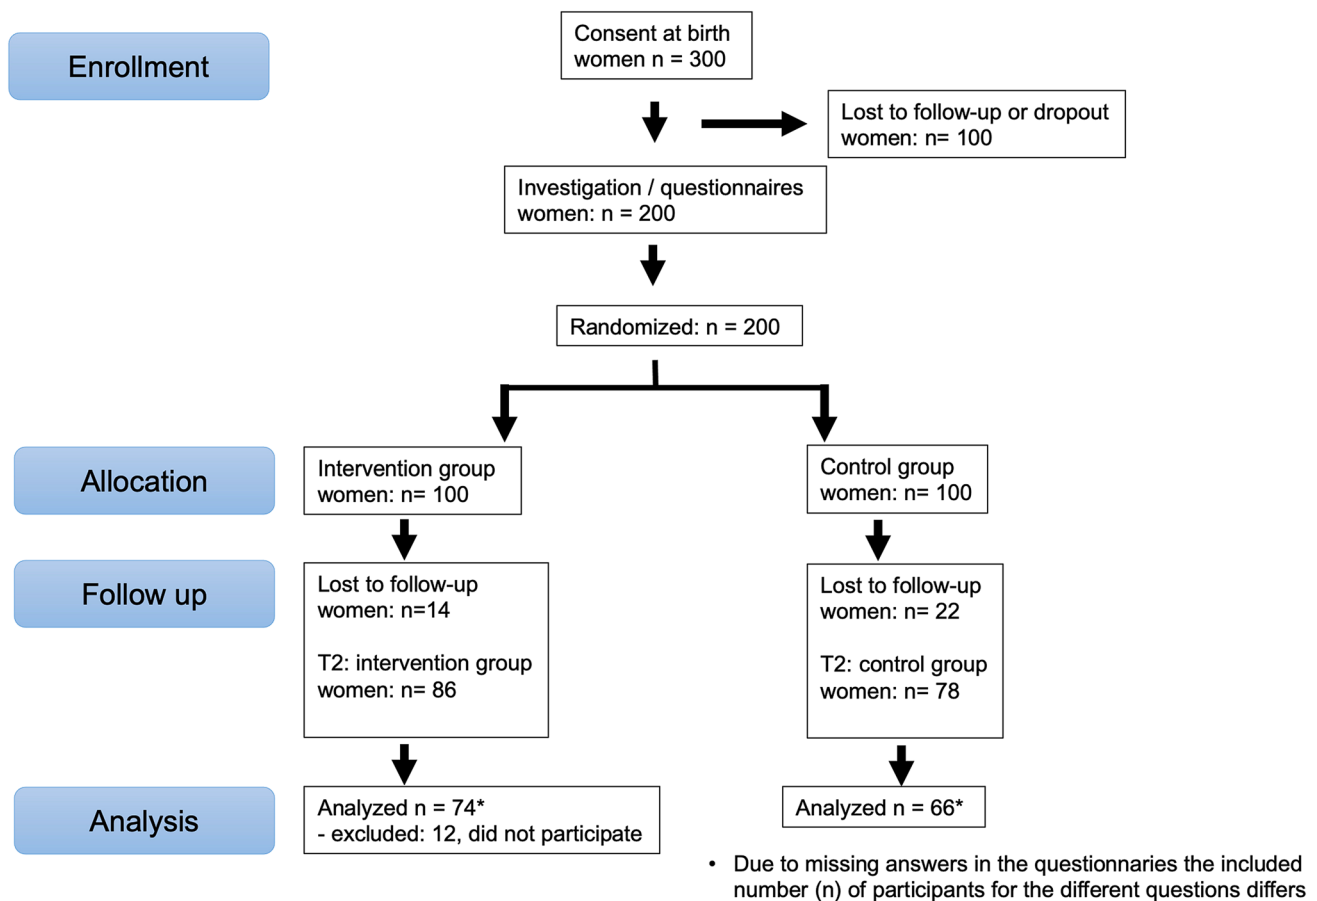 Enrollment
Consent at birth
women n = 300
Lost to follow-up or dropout
women: n= 100
Investigation / questionnaires
women: n = 200
Randomized: n = 200
Allocation
Intervention group
women: n= 100
Control group
women: n= 100
Follow up
Lost to follow-up
women: n=14
T2: intervention group
women: n= 86
Lost to follow-up
women: n= 22
T2: control group
women: n= 78
Analysis
Analyzed n = 74*
- excluded: 12, did not participate
Analyzed n = 66*
• Due to missing answers in the questionnaries the included
number (n) of participants for the different questions differs